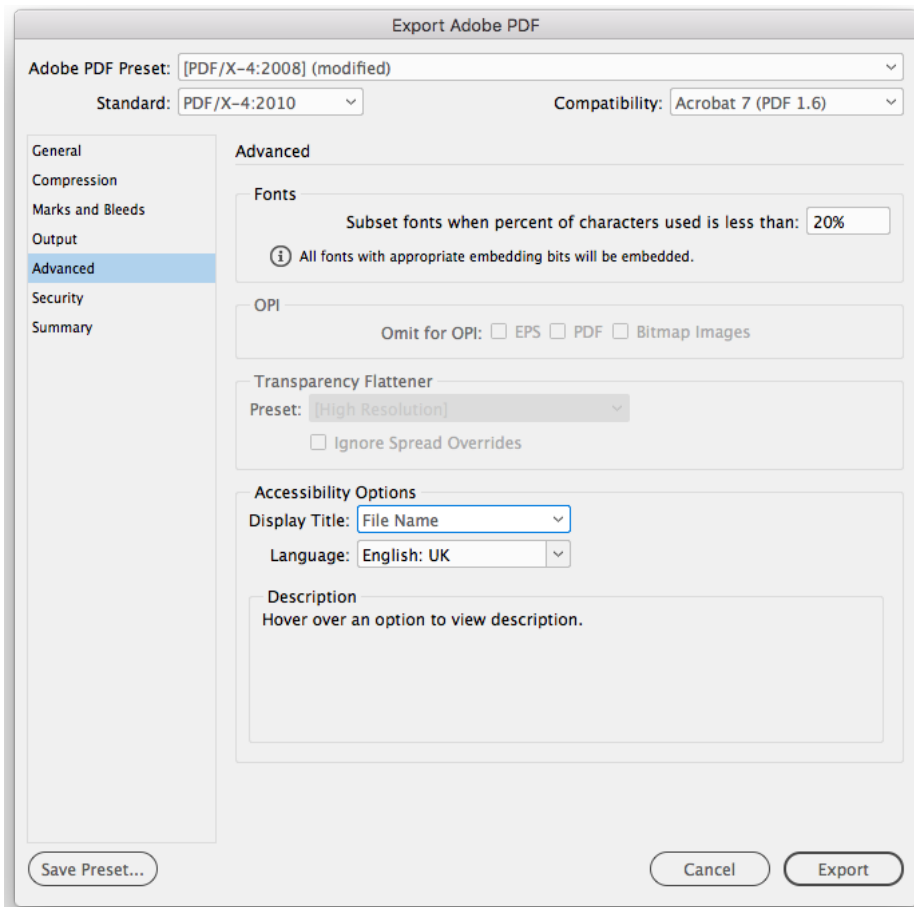 Export Adobe PDF
Adobe PDF Preset: [PDF/X-4:2008] (modified)
Standard: PDF/X-4:2010 Compatibility: Acrobat 7 (PDF 1.6)
General
Compression
Marks and Bleeds
Output
Advanced
Security
Summary
Advanced
Fonts
Subset fonts when percent of characters used is less than: 20%
All fonts with appropriate embedding bits will be embedded.
OPI
Omit for OPI: EPS PDF Bitmap Images
Transparency Flattener
Preset: [High Resolution]
Ignore Spread Overrides
Accessibility Options
Display Title: File Name
Language: English: UK
Description
Hover over an option to view description.
Save Preset... Cancel Export